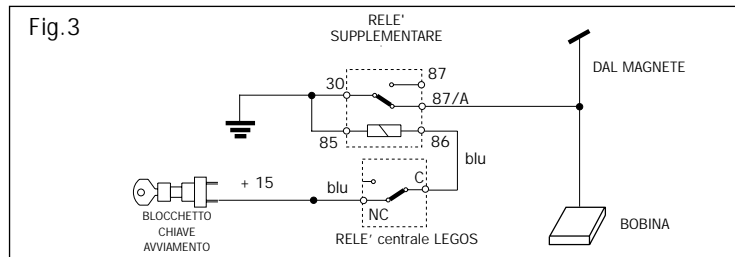 Fig.3
RELE'
SUPPLEMENTARE
87
DAL MAGNETE
30
87/A
85
86
blu
+ 15
blu
C
NC
BLOCCHETTO
CHIAVE
AVVIAMENTO
RELE' centrale LEGOS
BOBINA